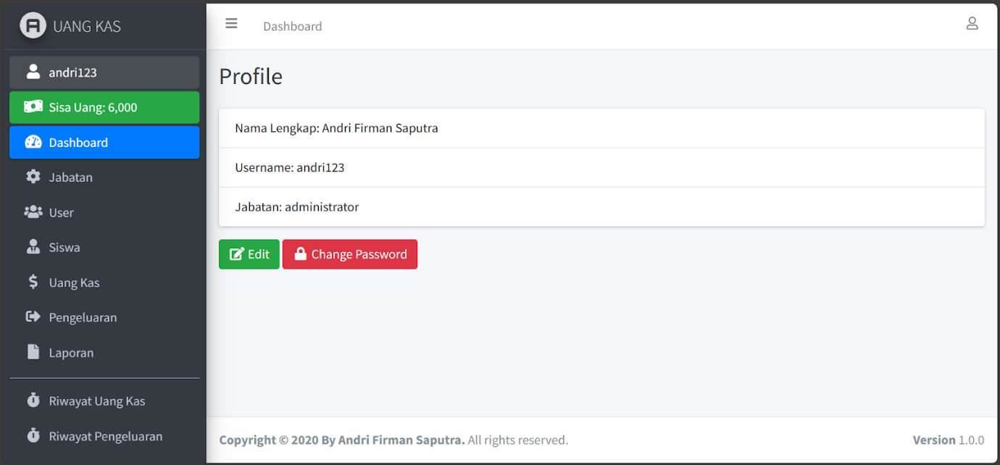 UANG KAS
Dashboard
andri123
Sisa Uang: 6,000
Dashboard
Jabatan
User
Siswa
Uang Kas
Pengeluaran
Laporan
Riwayat Uang Kas
Riwayat Pengeluaran
Profile
Nama Lengkap: Andri Firman Saputra
Username: andri123
Jabatan: administrator
Edit
Change Password
Copyright © 2020 By Andri Firman Saputra. All rights reserved.
Version 1.0.0